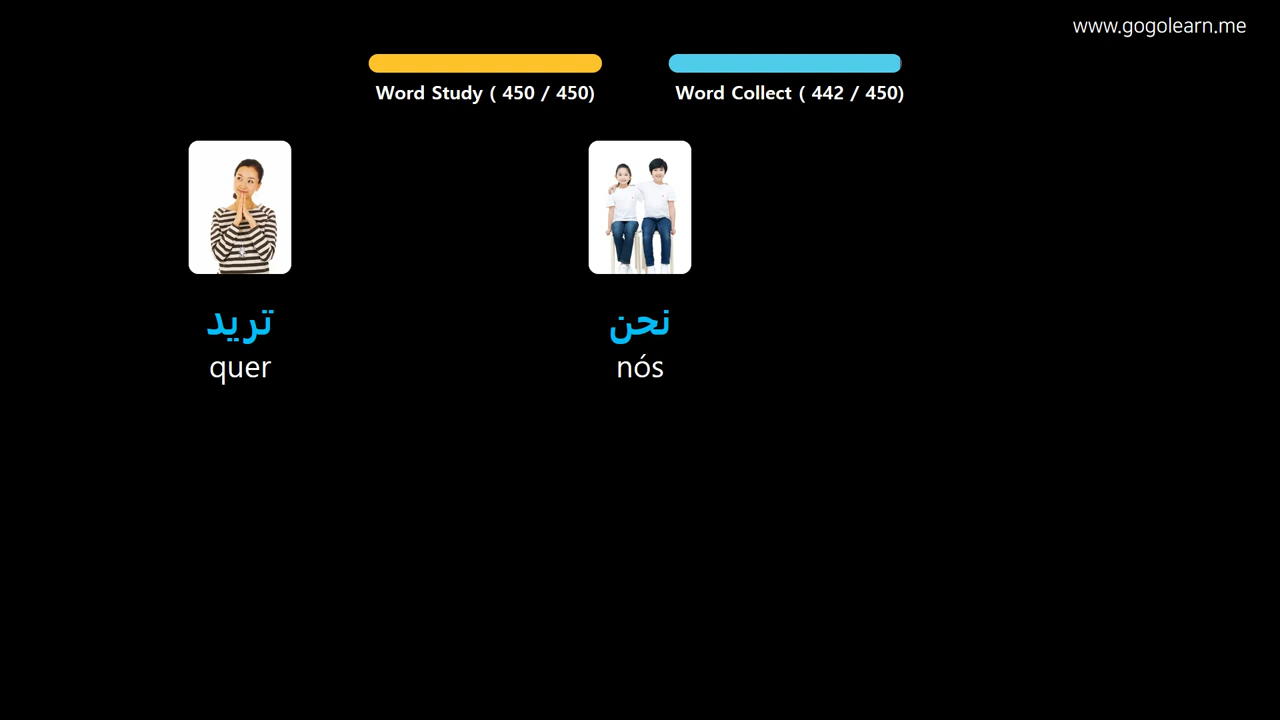 www.gogolearn.me
Word Study ( 450 / 450)
Word Collect ( 442 / 450)
تريد
quer
نحن
nós